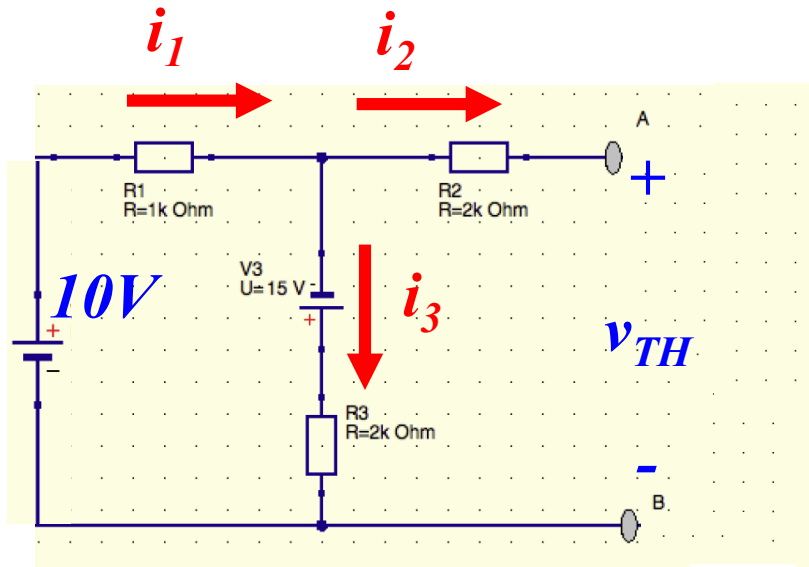 i1
i2
A
+
R1
R=1k Ohm
R2
R=2k Ohm
V3
U=15 V
-
10V
i3
+
+
−
vTH
R3
R=2k Ohm
-
B